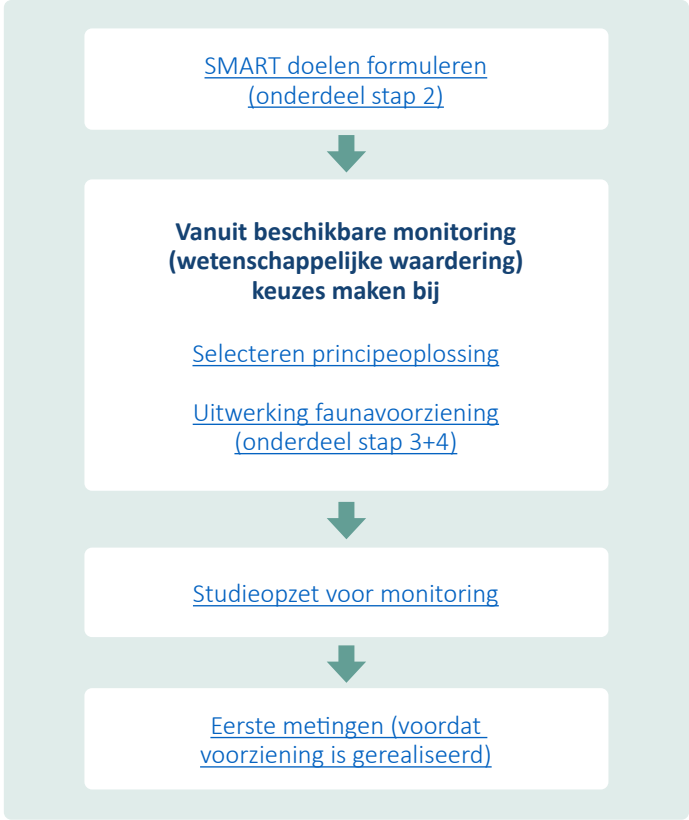 SMART doelen formuleren
(onderdeel stap 2)
Vanuit beschikbare monitoring
(wetenschappelijke waardering)
keuzes maken bij
Selecteren principeoplossing
Uitwerking faunavoorziening
(onderdeel stap 3+4)
Studieopzet voor monitoring
Eerste metingen (voordat
voorziening is gerealiseerd)